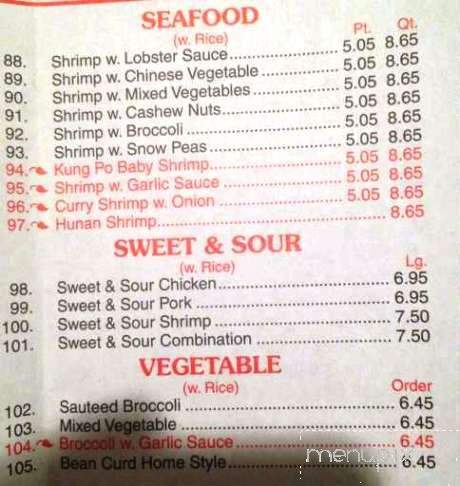 SEAFOOD
(w. Rice) Pt. Qt.
88. Shrimp w. Lobster Sauce 5.05 8.65
89. Shrimp w. Chinese Vegetable 5.05 8.65
90. Shrimp w. Mixed Vegetables 5.05 8.65
91. Shrimp w. Cashew Nuts 5.05 8.65
92. Shrimp w. Broccoli 5.05 8.65
93. Shrimp w. Snow Peas 5.05 8.65
94. Kung Po Baby Shrimp 5.05 8.65
95. Shrimp w. Garlic Sauce 5.05 8.65
96. Curry Shrimp w. Onion 5.05 8.65
97. Hunan Shrimp 8.65
SWEET & SOUR
(w. Rice) Lg.
98. Sweet & Sour Chicken 6.95
99. Sweet & Sour Pork 6.95
100. Sweet & Sour Shrimp 7.50
101. Sweet & Sour Combination 7.50
VEGETABLE
(w. Rice) Order
102. Sauteed Broccoli 6.45
103. Mixed Vegetable 6.45
104. Broccoli w. Garlic Sauce 6.45
105. Bean Curd Home Style 6.45